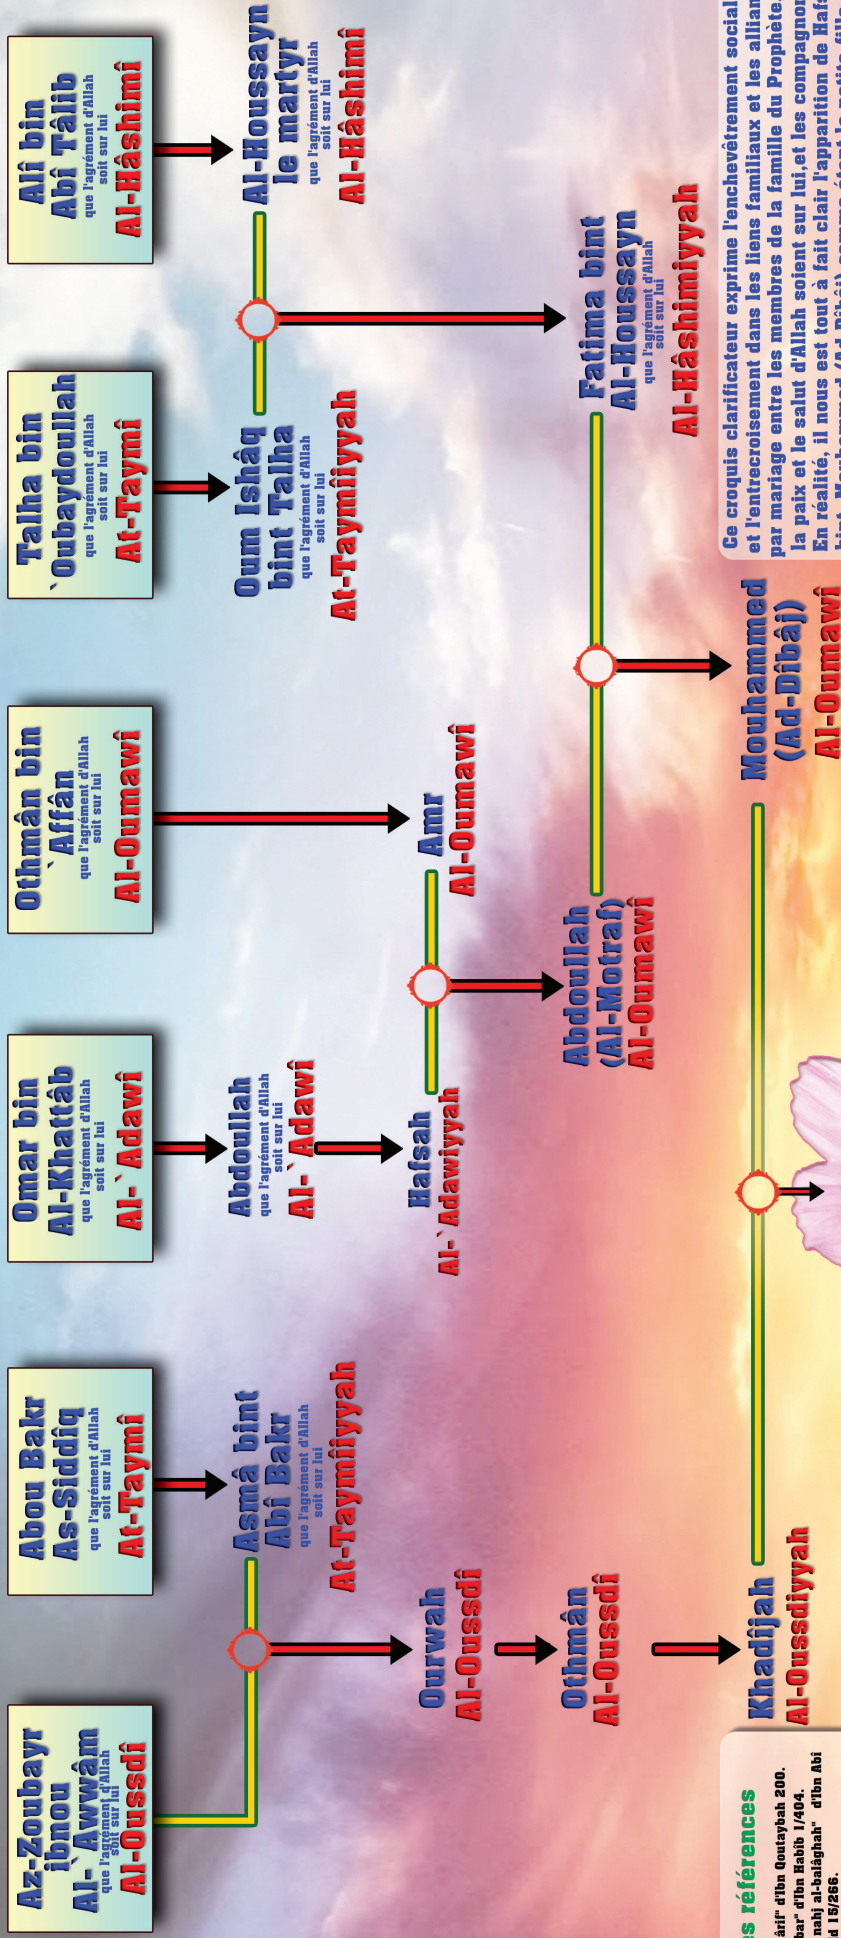 Az-Zoubayr
ibnou
Al-`Awwâm
que l'agrément d'Allah
soit sur lui
Al-Oussdî
Abou Bakr
As-Siddîq
que l'agrément d'Allah
soit sur lui
At-Taymî
Omar bin
Al-Khattâb
que l'agrément d'Allah
soit sur lui
Al-`Adawî
Othmân bin
`Affân
que l'agrément d'Allah
soit sur lui
Al-Oumawî
Talha bin
`Oubaydoullah
que l'agrément d'Allah
soit sur lui
At-Taymî
Alî bin
Abî Tâlib
que l'agrément d'Allah
soit sur lui
Al-Hâshimî
Asmâ bint
Abî Bakr
que l'agrément d'Allah
soit sur lui
At-Taymiiyyah
Abdoullah
que l'agrément d'Allah
soit sur lui
Al-`Adawî
Oum Ishâq
bint Talha
que l'agrément d'Allah
soit sur lui
At-Taymiiyyah
Al-Houssayn
le martyr
que l'agrément d'Allah
soit sur lui
Al-Hâshimî
Ourwah
Al-Oussdî
Hafsah
Al-`Adawiyyah
Amr
Al-Oumawî
Othmân
Al-Oussdî
Abdoullah
(Al-Motraf)
Al-Oumawî
Fatima bint
Al-Houssayn
que l'agrément d'Allah
soit sur lui
Al-Hâshimiyyah
Khadîjah
Al-Oussdiyyah
Mouhammed
(Ad-Dîbâj)
Al-Oumawî
es références
ârif" d'Ibn Qoutaybah 200.
bar" d'Ibn Habîb 1/404.
nahj al-balâghah" d'Ibn Abi
d 15/266.
Ce croquis clarificateur exprime l'enchevêtrement social
et l'entrecroisement dans les liens familiaux et les allian
par mariage entre les membres de la famille du Prophète.
la paix et le salut d'Allah soient sur lui,et les compagnon
En réalité, il nous est tout à fait clair l'apparition de Hafs